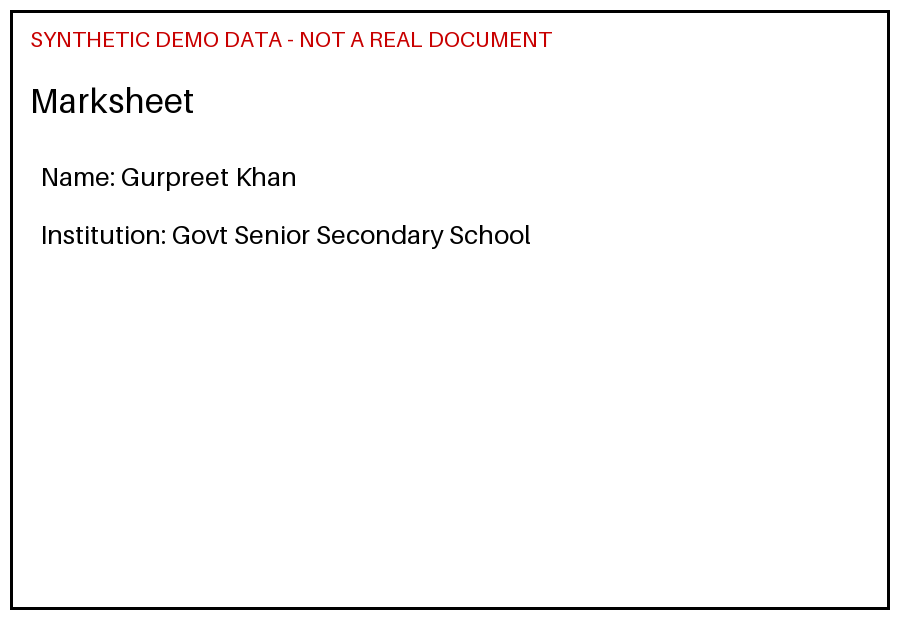 SYNTHETIC DEMO DATA - NOT A REAL DOCUMENT
Marksheet
Name: Gurpreet Khan
Institution: Govt Senior Secondary School